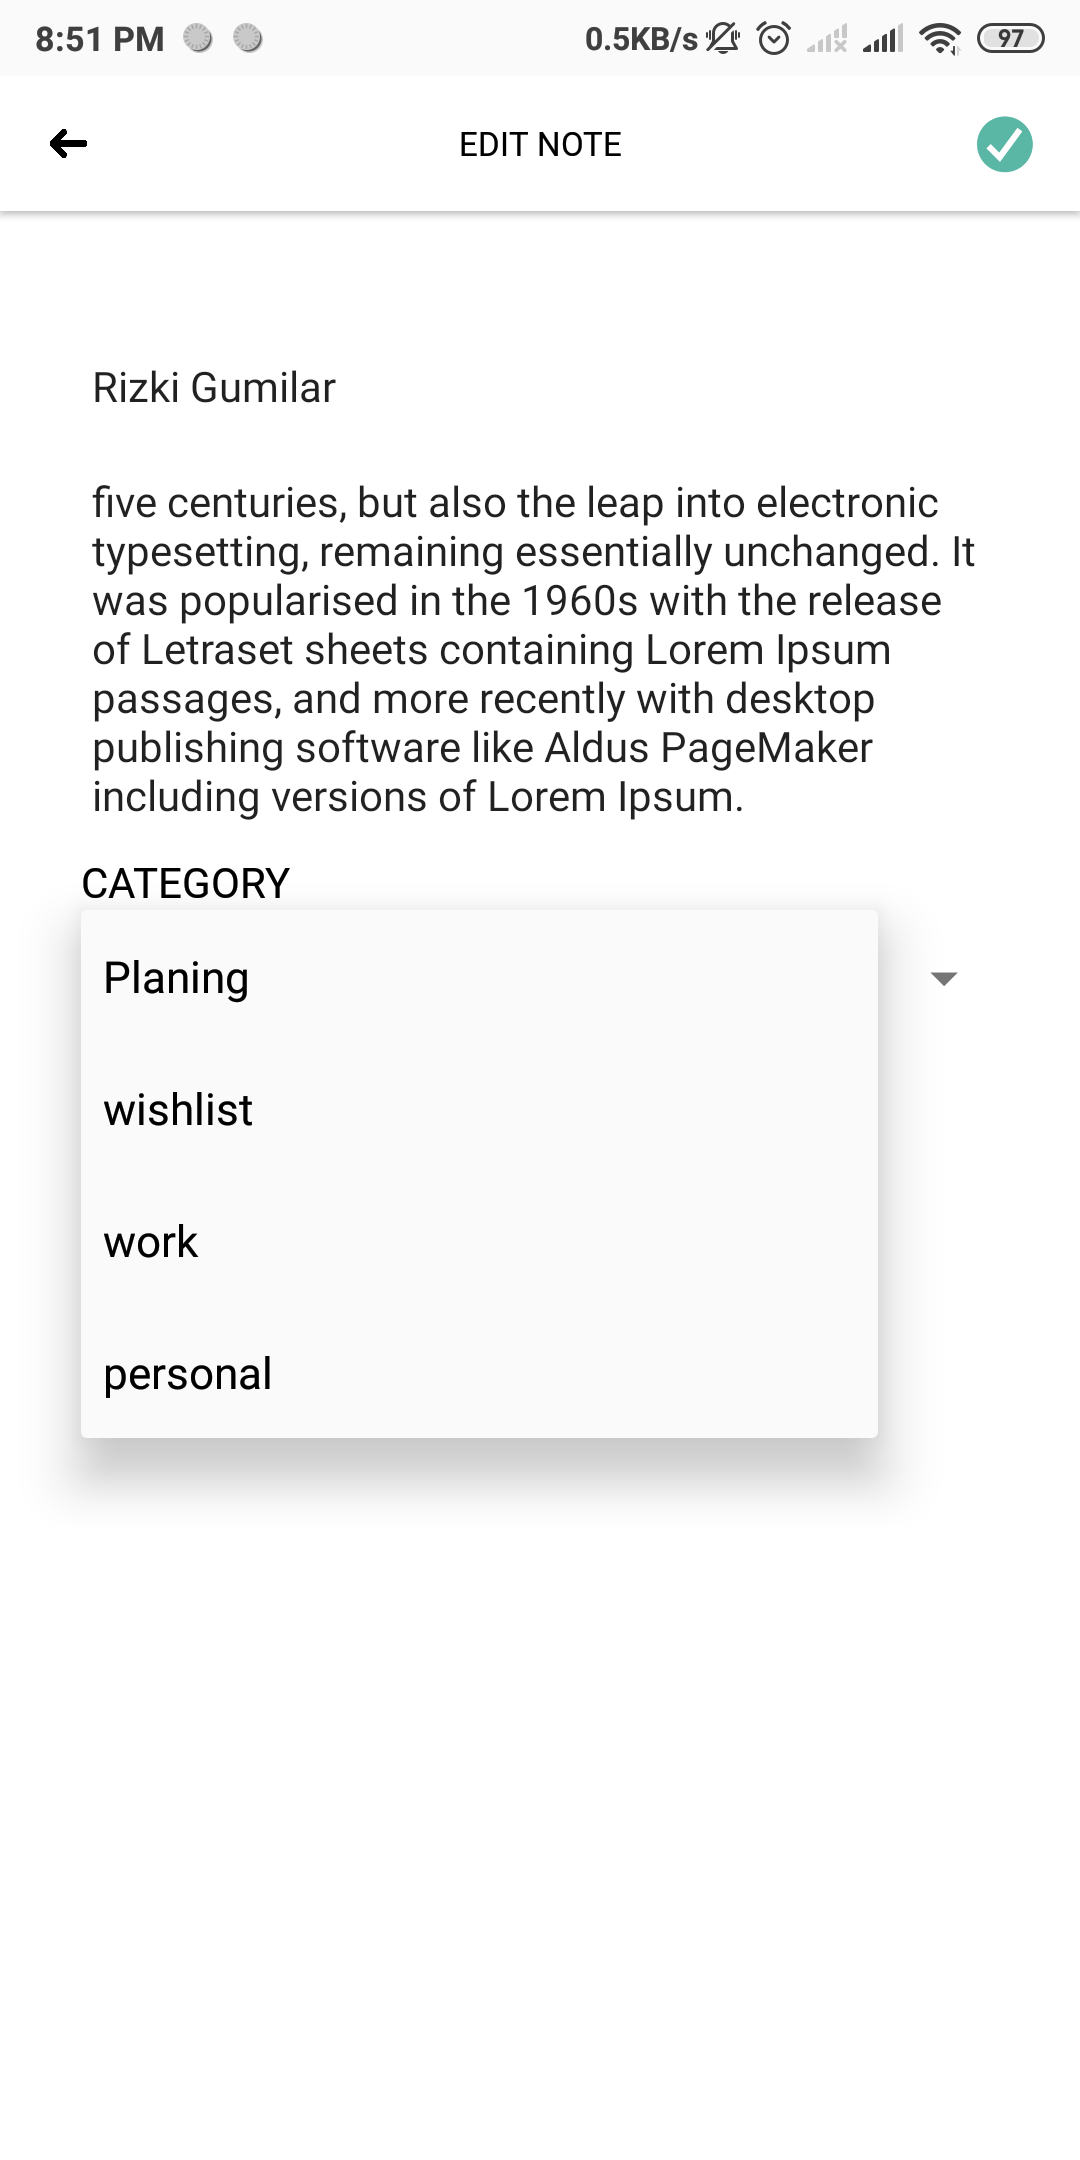 8:51 PM 0.5KB/s 97
EDIT NOTE
Rizki Gumilar
five centuries, but also the leap into electronic
typesetting, remaining essentially unchanged. It
was popularised in the 1960s with the release
of Letraset sheets containing Lorem Ipsum
passages, and more recently with desktop
publishing software like Aldus PageMaker
including versions of Lorem Ipsum.
CATEGORY
Planing
wishlist
work
personal